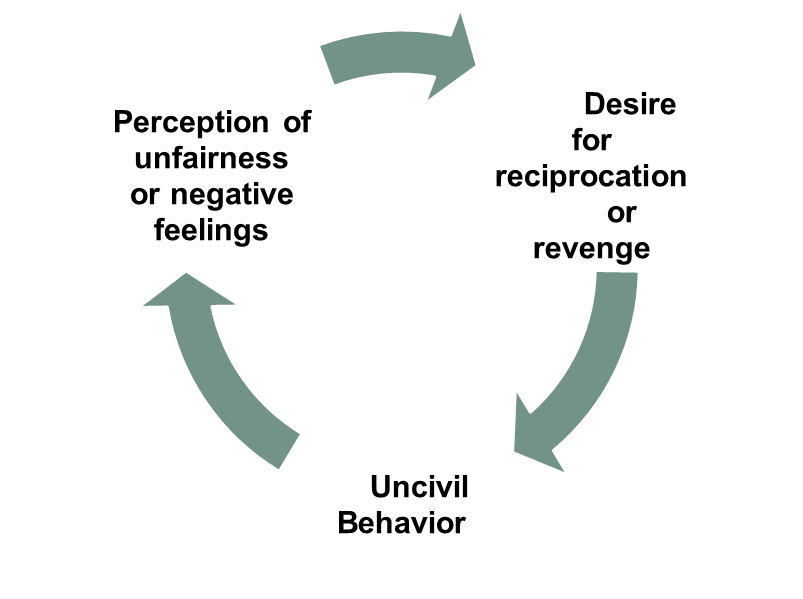 Perception of
unfairness
or negative
feelings
Desire
for
reciprocation
or
revenge
Uncivil
Behavior